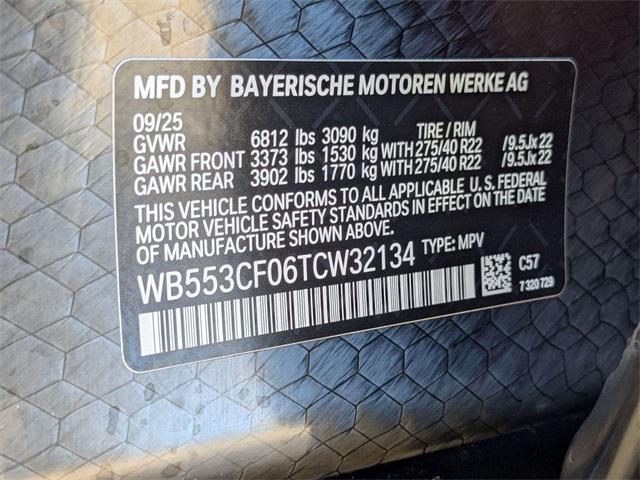 MFD BY BAYERISCHE MOTOREN WERKE AG
09/25 TIRE / RIM
GVWR 6812 lbs 3090 kg
GAWR FRONT 3373 lbs 1530 kg WITH 275/40 R22 /9.5Jx22
GAWR REAR 3902 lbs 1770 kg WITH 275/40 R22 /9.5Jx22
THIS VEHICLE CONFORMS TO ALL APPLICABLE U.S. FEDERAL
MOTOR VEHICLE SAFETY STANDARDS IN EFFECT ON THE DATE
OF MANUFACTURE SHOWN ABOVE.
WB553CF06TCW32134 TYPE: MPV
C57
7 320 729